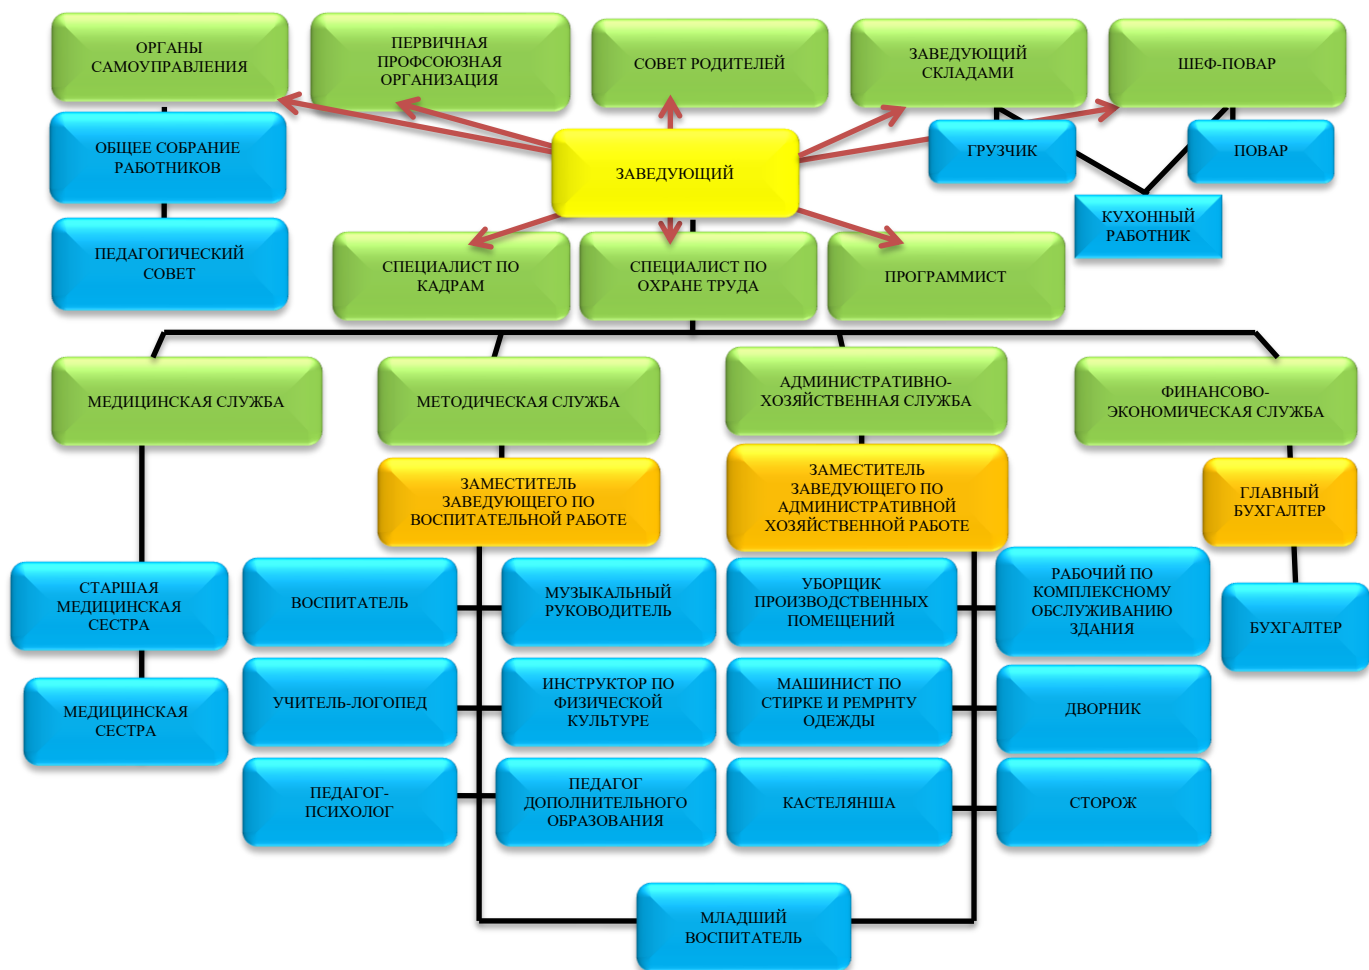 ОРГАНЫ
САМОУПРАВЛЕНИЯ
ПЕРВИЧНАЯ
ПРОФСОЮЗНАЯ
ОРГАНИЗАЦИЯ
СОВЕТ РОДИТЕЛЕЙ
ЗАВЕДУЮЩИЙ
СКЛАДАМИ
ШЕФ-ПОВАР
ОБЩЕЕ СОБРАНИЕ
РАБОТНИКОВ
ЗАВЕДУЮЩИЙ
ГРУЗЧИК
ПОВАР
КУХОННЫЙ
РАБОТНИК
ПЕДАГОГИЧЕСКИЙ
СОВЕТ
СПЕЦИАЛИСТ ПО
КАДРАМ
СПЕЦИАЛИСТ ПО
ОХРАНЕ ТРУДА
ПРОГРАММИСТ
МЕДИЦИНСКАЯ СЛУЖБА
МЕТОДИЧЕСКАЯ СЛУЖБА
АДМИНИСТРАТИВНО-
ХОЗЯЙСТВЕННАЯ СЛУЖБА
ФИНАНСОВО-
ЭКОНОМИЧЕСКАЯ СЛУЖБА
ЗАМЕСТИТЕЛЬ
ЗАВЕДУЮЩЕГО ПО
ВОСПИТАТЕЛЬНОЙ РАБОТЕ
ЗАМЕСТИТЕЛЬ
ЗАВЕДУЮЩЕГО ПО
АДМИНИСТРАТИВНОЙ
ХОЗЯЙСТВЕННОЙ РАБОТЕ
ГЛАВНЫЙ
БУХГАЛТЕР
СТАРШАЯ
МЕДИЦИНСКАЯ
СЕСТРА
ВОСПИТАТЕЛЬ
МУЗЫКАЛЬНЫЙ
РУКОВОДИТЕЛЬ
УБОРЩИК
ПРОИЗВОДСТВЕННЫХ
ПОМЕЩЕНИЙ
РАБОЧИЙ ПО
КОМПЛЕКСНОМУ
ОБСЛУЖИВАНИЮ
ЗДАНИЯ
БУХГАЛТЕР
МЕДИЦИНСКАЯ
СЕСТРА
УЧИТЕЛЬ-ЛОГОПЕД
ИНСТРУКТОР ПО
ФИЗИЧЕСКОЙ
КУЛЬТУРЕ
МАШИНИСТ ПО
СТИРКЕ И РЕМРНТУ
ОДЕЖДЫ
ДВОРНИК
ПЕДАГОГ-
ПСИХОЛОГ
ПЕДАГОГ
ДОПОЛНИТЕЛЬНОГО
ОБРАЗОВАНИЯ
КАСТЕЛЯНША
СТОРОЖ
МЛАДШИЙ
ВОСПИТАТЕЛЬ